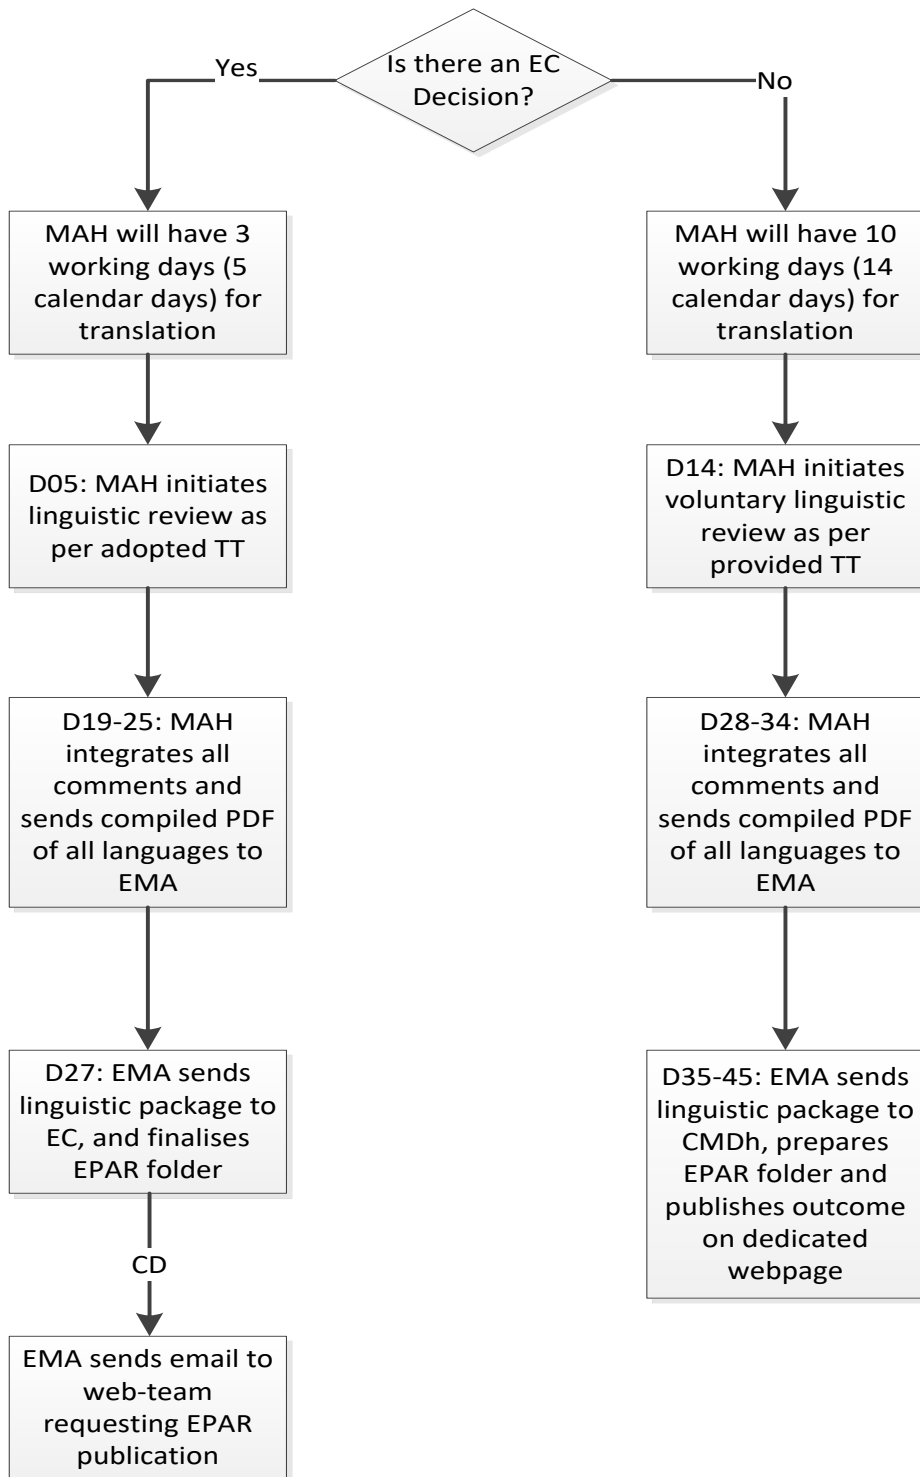 Is there an EC
Decision?
Yes
No
MAH will have 3
working days (5
calendar days) for
translation
MAH will have 10
working days (14
calendar days) for
translation
D05: MAH initiates
linguistic review as
per adopted TT
D14: MAH initiates
voluntary linguistic
review as per
provided TT
D19-25: MAH
integrates all
comments and
sends compiled PDF
of all languages to
EMA
D28-34: MAH
integrates all
comments and
sends compiled PDF
of all languages to
EMA
D27: EMA sends
linguistic package to
EC, and finalises
EPAR folder
D35-45: EMA sends
linguistic package to
CMDh, prepares
EPAR folder and
publishes outcome
on dedicated
webpage
CD
EMA sends email to
web-team
requesting EPAR
publication